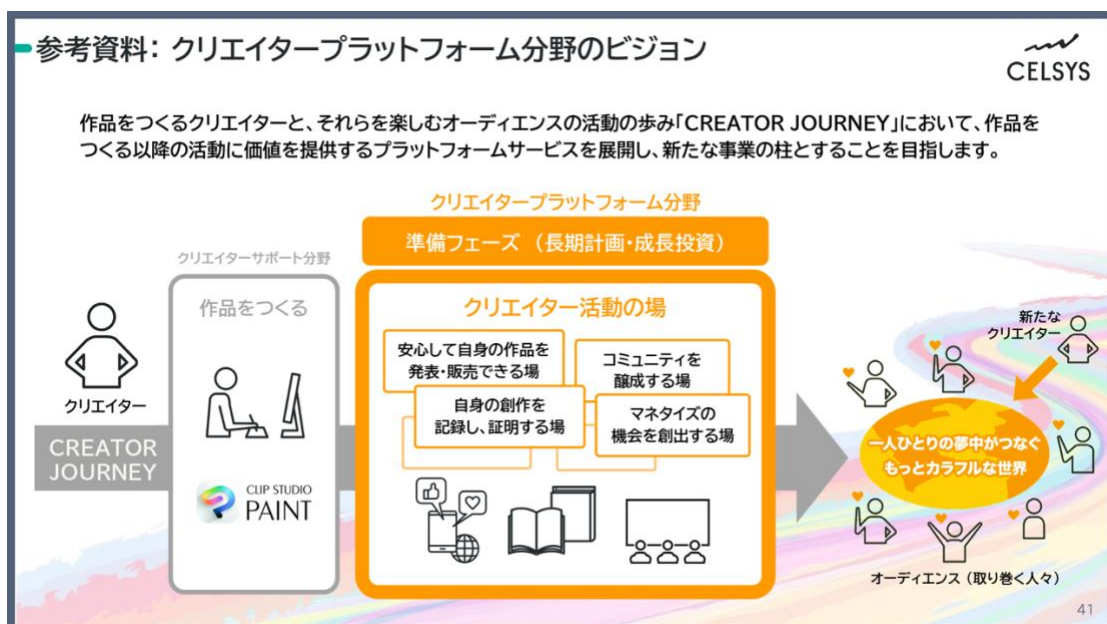 参考資料: クリエイタープラットフォーム分野のビジョン
CELSYS
作品をつくるクリエイターと、それらを楽しむオーディエンスの活動の歩み「CREATOR JOURNEY」において、作品を
つくる以降の活動に価値を提供するプラットフォームサービスを展開し、新たな事業の柱とすることを目指します。
クリエイタープラットフォーム分野
準備フェーズ （長期計画・成長投資）
クリエイターサポート分野
作品をつくる
クリエイター
CREATOR
JOURNEY
CLIP STUDIO
PAINT
クリエイター活動の場
安心して自身の作品を
発表・販売できる場
コミュニティを
醸成する場
自身の創作を
記録し、証明する場
マネタイズの
機会を創出する場
新たな
クリエイター
一人ひとりの夢中がつなぐ
もっとカラフルな世界
オーディエンス（取り巻く人々）
41